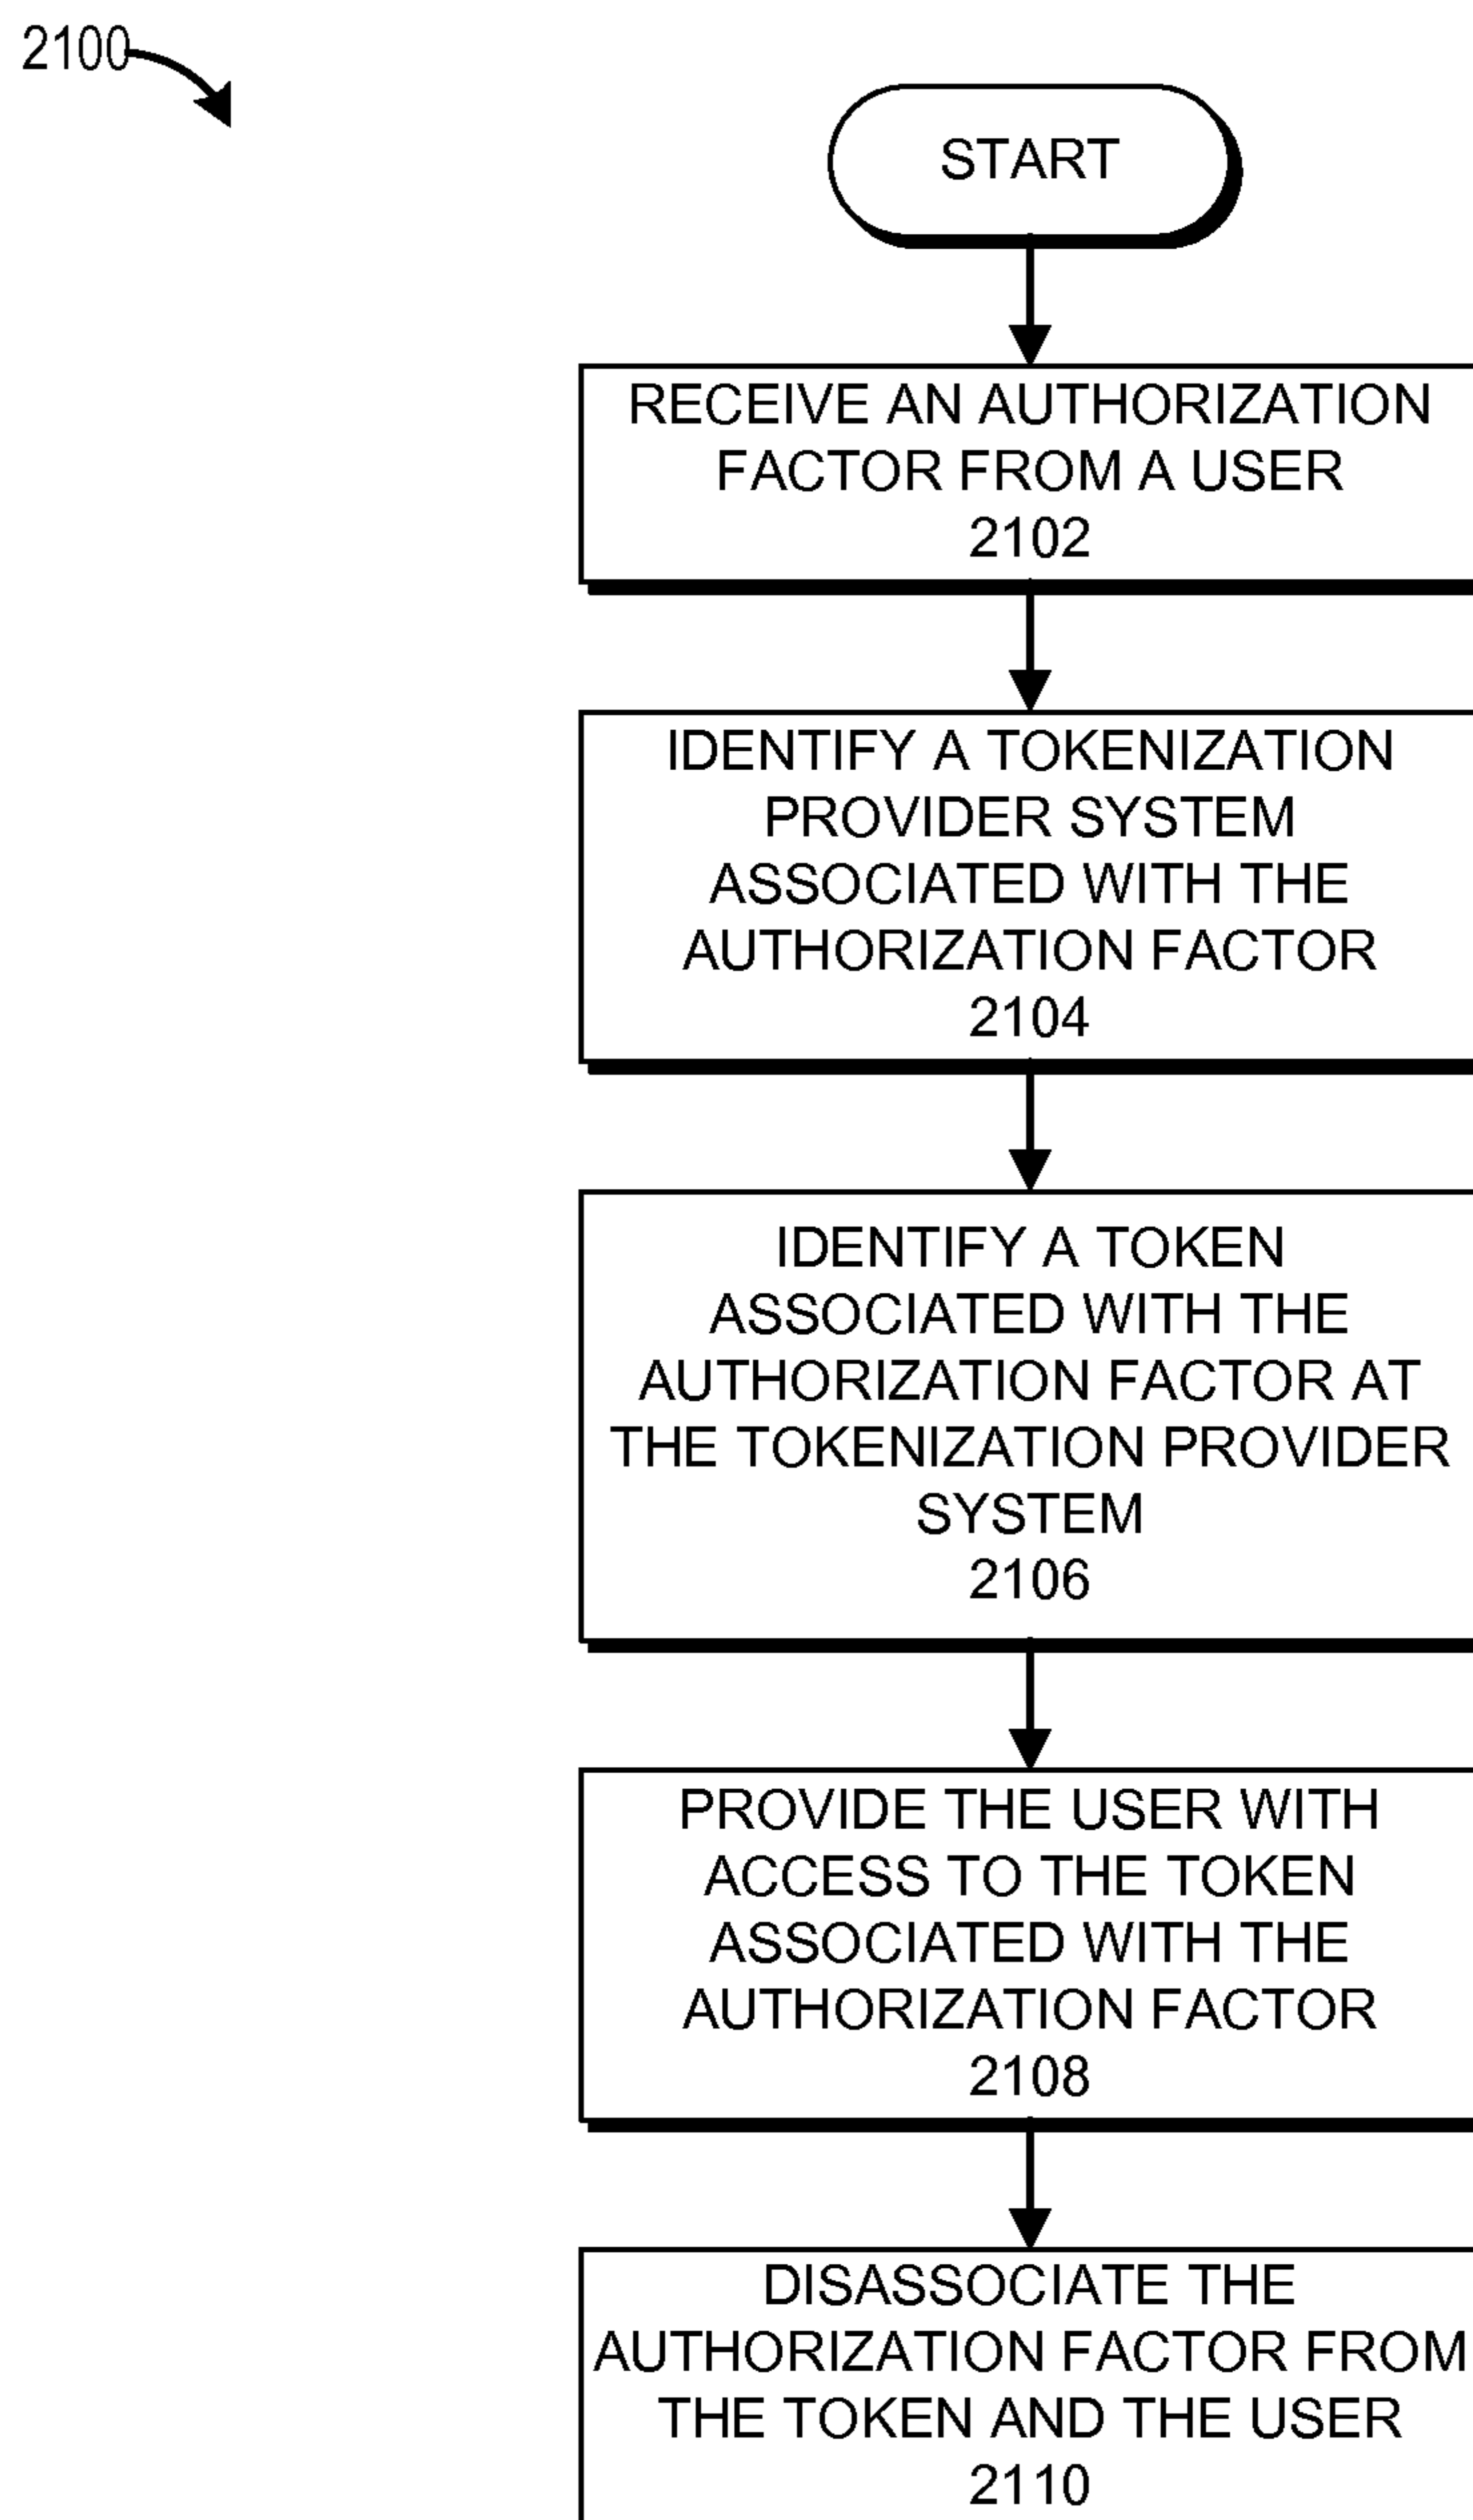 2100
START
RECEIVE AN AUTHORIZATION
FACTOR FROM A USER
2102
IDENTIFY A TOKENIZATION
PROVIDER SYSTEM
ASSOCIATED WITH THE
AUTHORIZATION FACTOR
2104
IDENTIFY A TOKEN
ASSOCIATED WITH THE
AUTHORIZATION FACTOR AT
THE TOKENIZATION PROVIDER
SYSTEM
2106
PROVIDE THE USER WITH
ACCESS TO THE TOKEN
ASSOCIATED WITH THE
AUTHORIZATION FACTOR
2108
DISASSOCIATE THE
AUTHORIZATION FACTOR FROM
THE TOKEN AND THE USER
2110